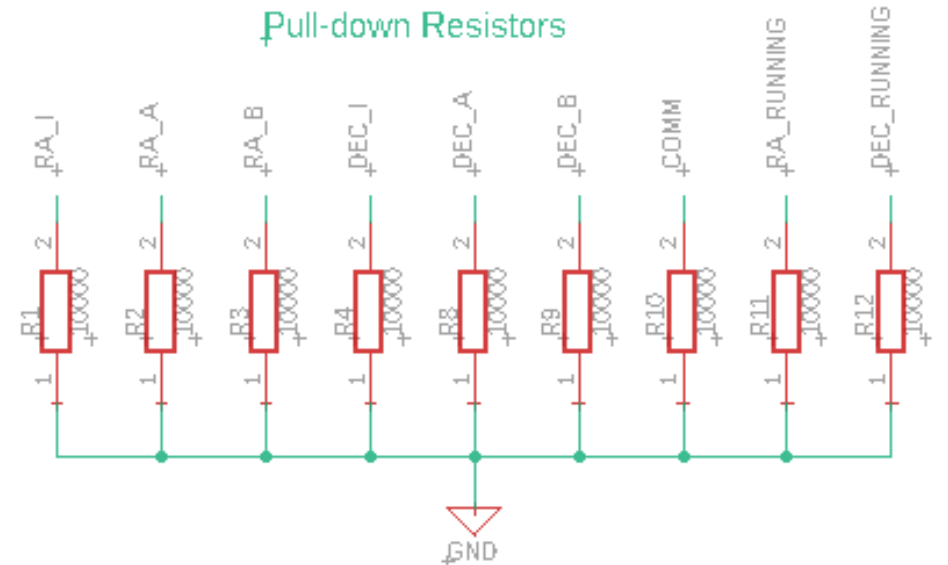 Pull-down Resistors
RA_I
RA_A
RA_B
DEC_I
DEC_A
DEC_B
COMM
RA_RUNNING
DEC_RUNNING
2
2
2
2
2
2
2
2
2
R1
10000
R2
10000
R3
10000
R4
10000
R8
10000
R9
10000
R10
10000
R11
10000
R12
10000
1
1
1
1
1
1
1
1
1
GND